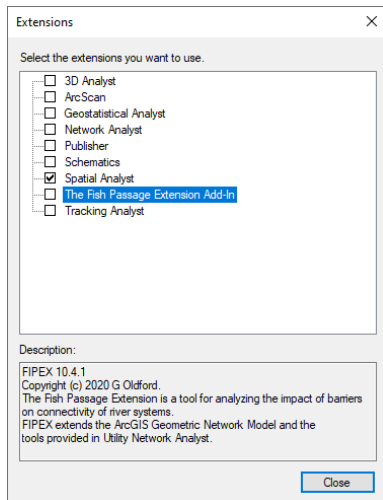 Extensions
Select the extensions you want to use.
3D Analyst
ArcScan
Geostatistical Analyst
Network Analyst
Publisher
Schematics
Spatial Analyst
The Fish Passage Extension Add-In
Tracking Analyst
Description:
FIPEX 10.4.1
Copyright (c) 2020 G Oldford.
The Fish Passage Extension is a tool for analyzing the impact of barriers
on connectivity of river systems.
FIPEX extends the ArcGIS Geometric Network Model and the
tools provided in Utility Network Analyst.
Close